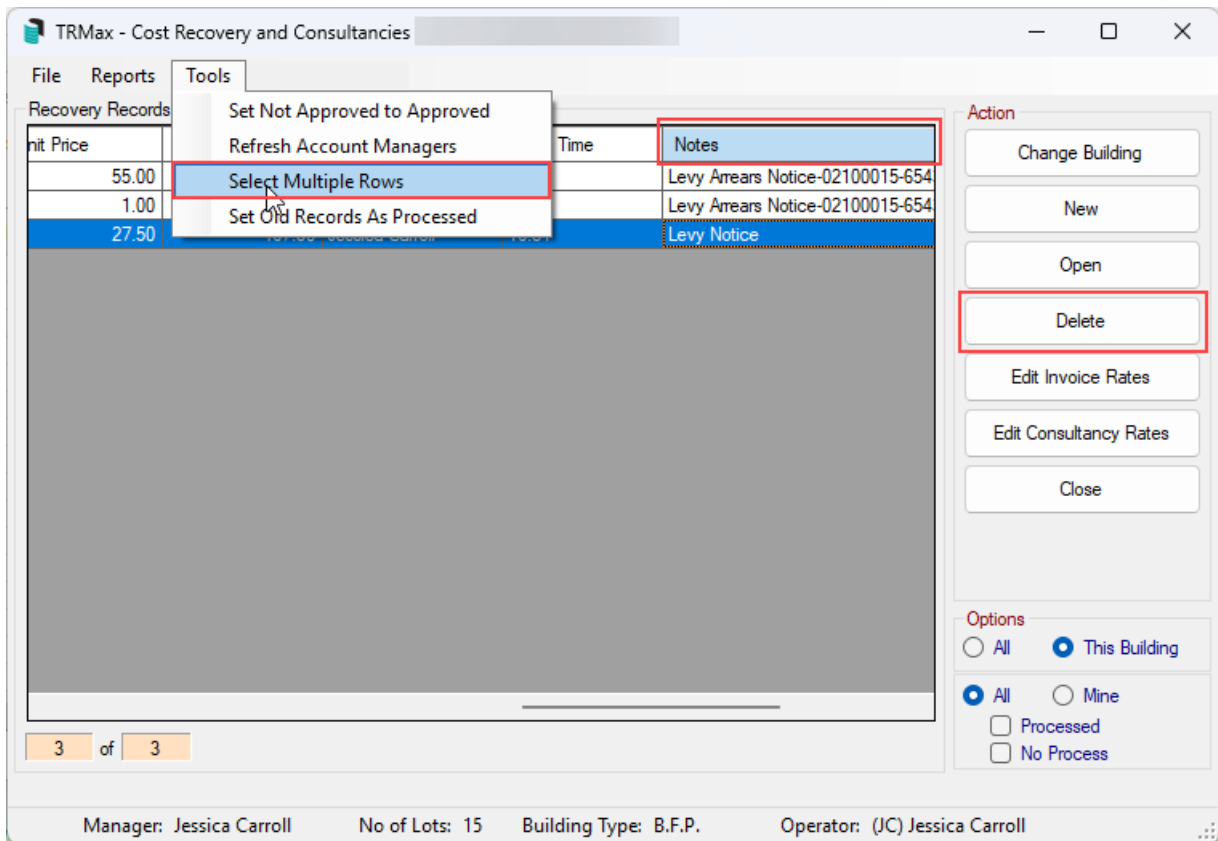 TRMax - Cost Recovery and Consultancies
File Reports Tools
Recovery Records
Set Not Approved to Approved
Refresh Account Managers
Select Multiple Rows
Set Old Records As Processed
nit Price Time Notes
55.00 Levy Arrears Notice-02100015-654
1.00 Levy Arrears Notice-02100015-654
27.50 Levy Notice
3 of 3
Action
Change Building
New
Open
Delete
Edit Invoice Rates
Edit Consultancy Rates
Close
Options
All This Building
All Mine
Processed
No Process
Manager: Jessica Carroll No of Lots: 15 Building Type: B.F.P. Operator: (JC) Jessica Carroll